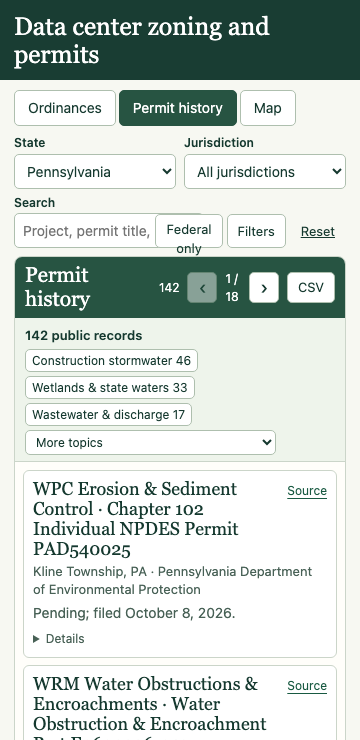 Data center zoning and
permits
Ordinances
Permit history
Map
State
Jurisdiction
Pennsylvania
All jurisdictions
Search
Project, permit title,
Federal
only
Filters
Reset
Permit
history
142
‹
1 /
18
›
CSV
142 public records
Construction stormwater 46
Wetlands & state waters 33
Wastewater & discharge 17
More topics
WPC Erosion & Sediment
Control · Chapter 102
Individual NPDES Permit
PAD540025
Source
Kline Township, PA · Pennsylvania Department
of Environmental Protection
Pending; filed October 8, 2026.
Details
WRM Water Obstructions &
Encroachments · Water
Obstruction & Encroachment
Source